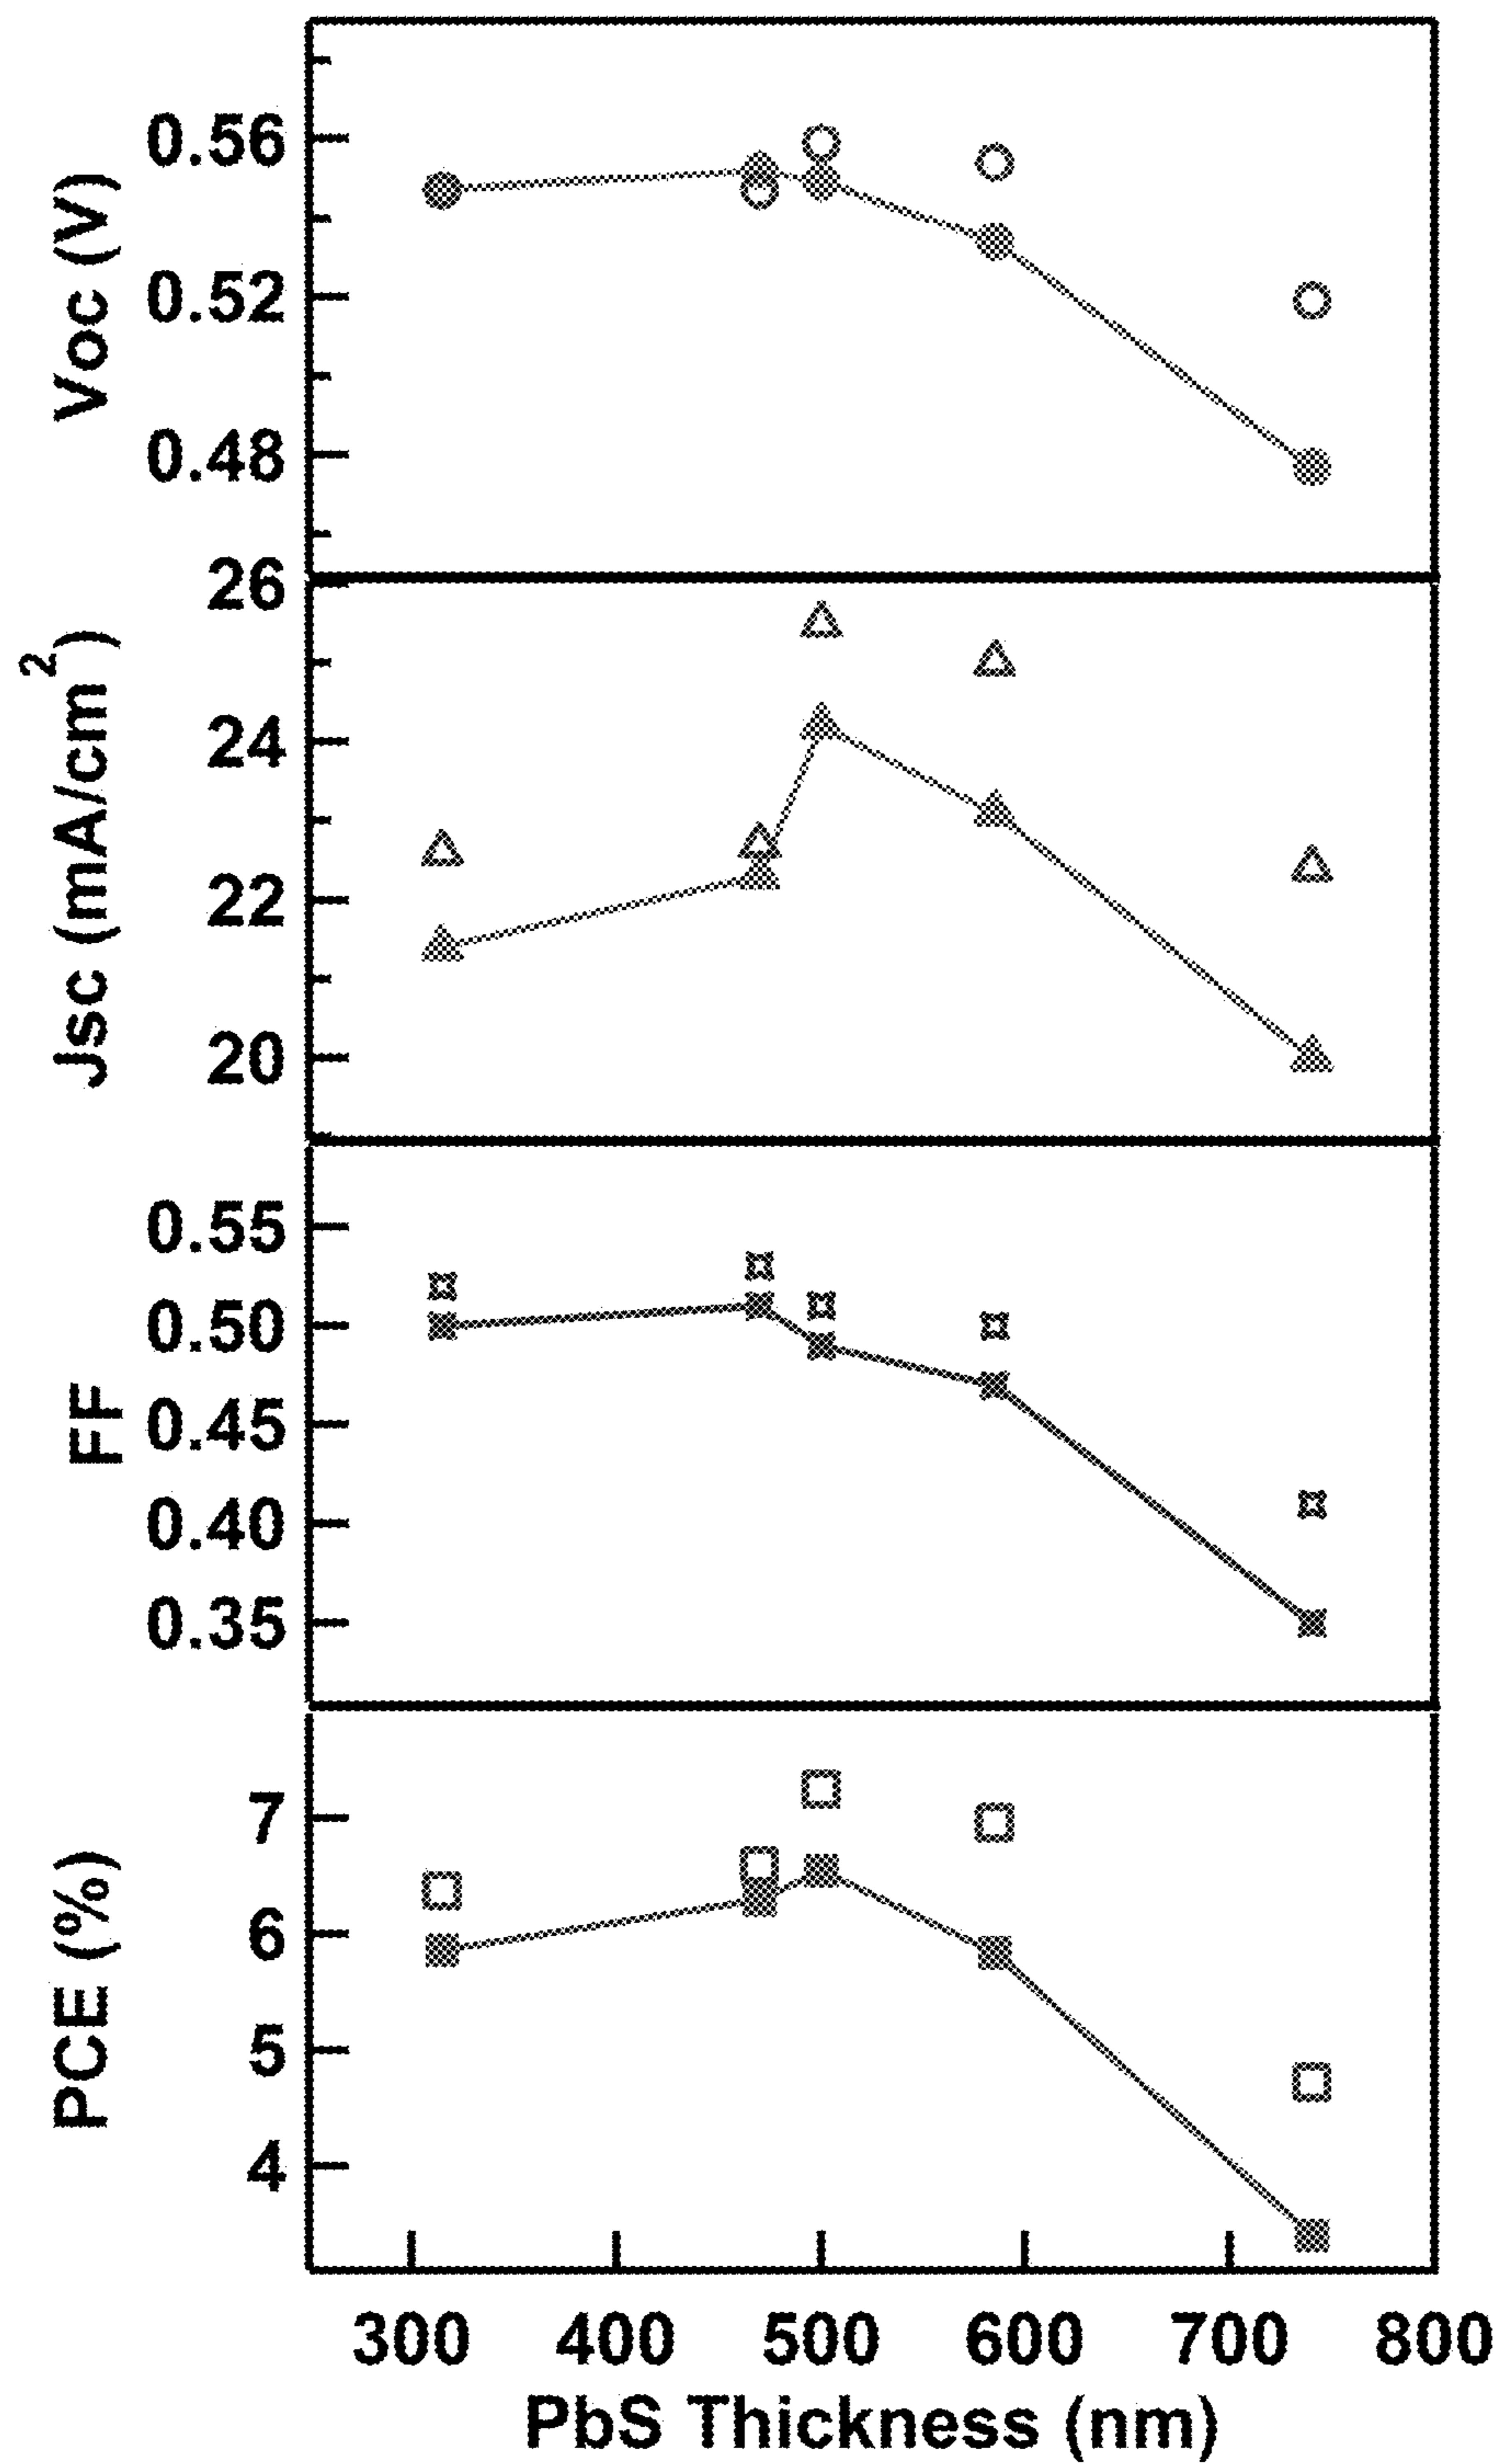 Voc (V)
0.56
0.52
0.48
Jsc (mA/cm²)
26
24
22
20
FF
0.55
0.50
0.45
0.40
0.35
PCE (%)
7
6
5
4
300 400 500 600 700 800
PbS Thickness (nm)